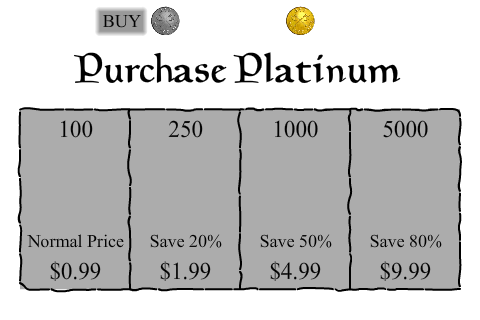 BUY
Purchase Platinum
100 250 1000 5000
Normal Price Save 20% Save 50% Save 80%
$0.99 $1.99 $4.99 $9.99